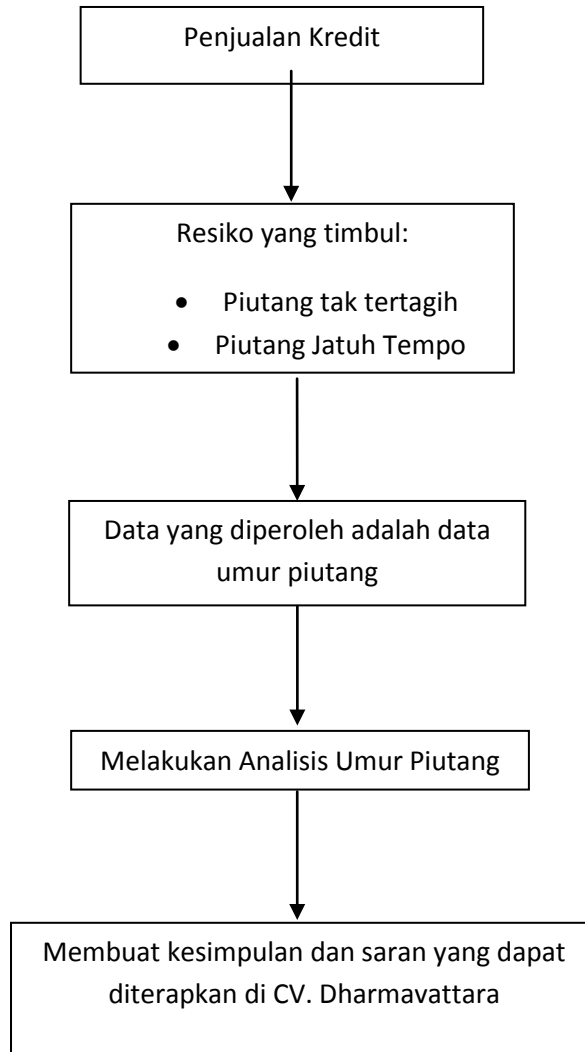 Penjualan Kredit
Resiko yang timbul:
• Piutang tak tertagih
• Piutang Jatuh Tempo
Data yang diperoleh adalah data
umur piutang
Melakukan Analisis Umur Piutang
Membuat kesimpulan dan saran yang dapat
diterapkan di CV. Dharmavattara